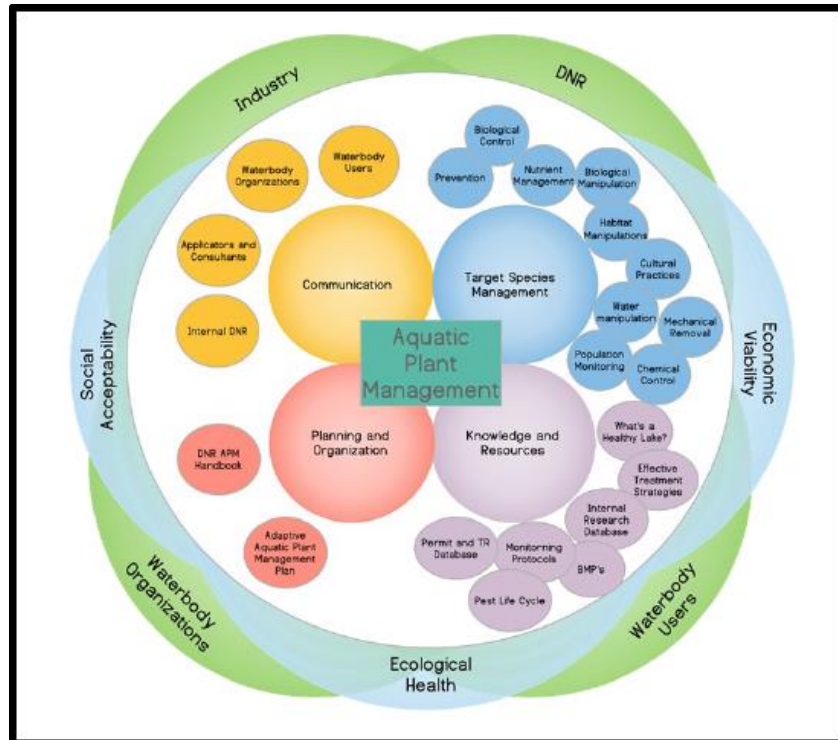 Industry
DNR
Biological
Control
Waterbody
Users
Waterbody
Organizations
Prevention
Nutrient
Management
Biological
Manipulation
Habitat
Manipulations
Applicators and
Consultants
Cultural
Practices
Communication
Target Species
Management
Water
manipulation
Mechanical
Removal
Internal DNR
Population
Monitoring
Chemical
Control
Social
Acceptability
Economic
Viability
Aquatic
Plant
Management
Planning and
Organization
Knowledge and
Resources
What's a
Healthy Lake?
DNR APM
Handbook
Effective
Treatment
Strategies
Internal
Research
Database
Adaptive
Aquatic Plant
Management
Plan
Permit and TR
Database
Monitorning
Protocols
BMP's
Pest Life Cycle
Waterbody
Organizations
Waterbody
Users
Ecological
Health